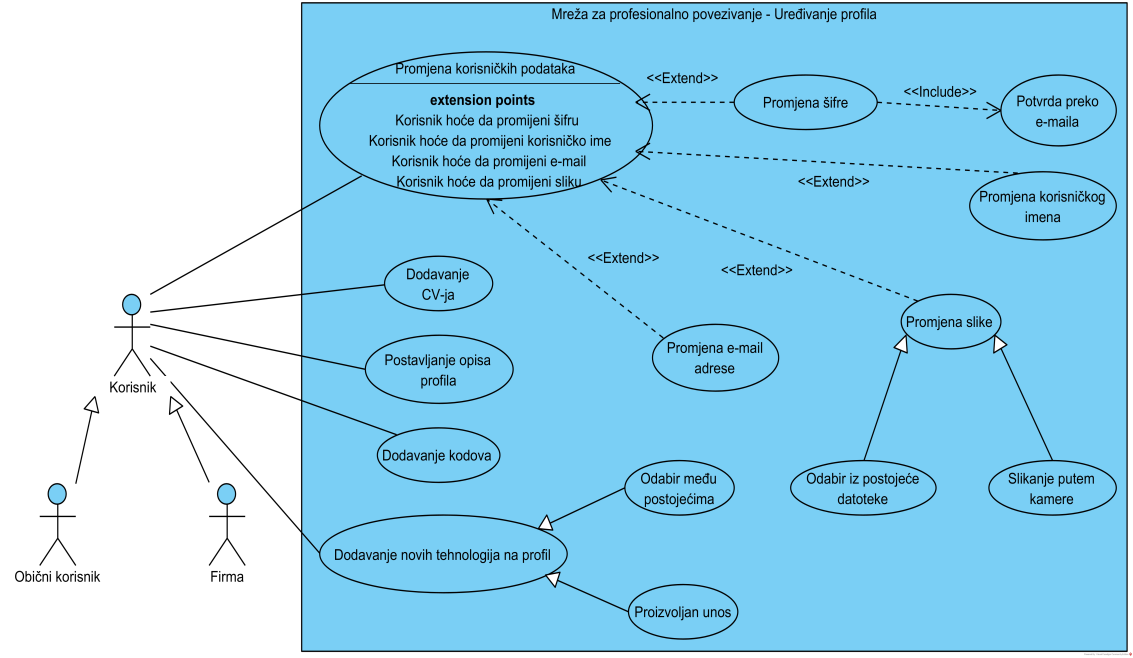 Mreža za profesionalno povezivanje - Uređivanje profila
Promjena korisničkih podataka
extension points
Korisnik hoće da promijeni šifru
Korisnik hoće da promijeni korisničko ime
Korisnik hoće da promijeni e-mail
Korisnik hoće da promijeni sliku
<<Extend>>
Promjena šifre
<<Include>>
Potvrda preko
e-maila
<<Extend>>
Promjena korisničkog
imena
<<Extend>>
<<Extend>>
Dodavanje
CV-ja
Promjena slike
Promjena e-mail
adrese
Postavljanje opisa
profila
Korisnik
Dodavanje kodova
Odabir među
postojećima
Odabir iz postojeće
datoteke
Slikanje putem
kamere
Dodavanje novih tehnologija na profil
Obični korisnik
Firma
Proizvoljan unos